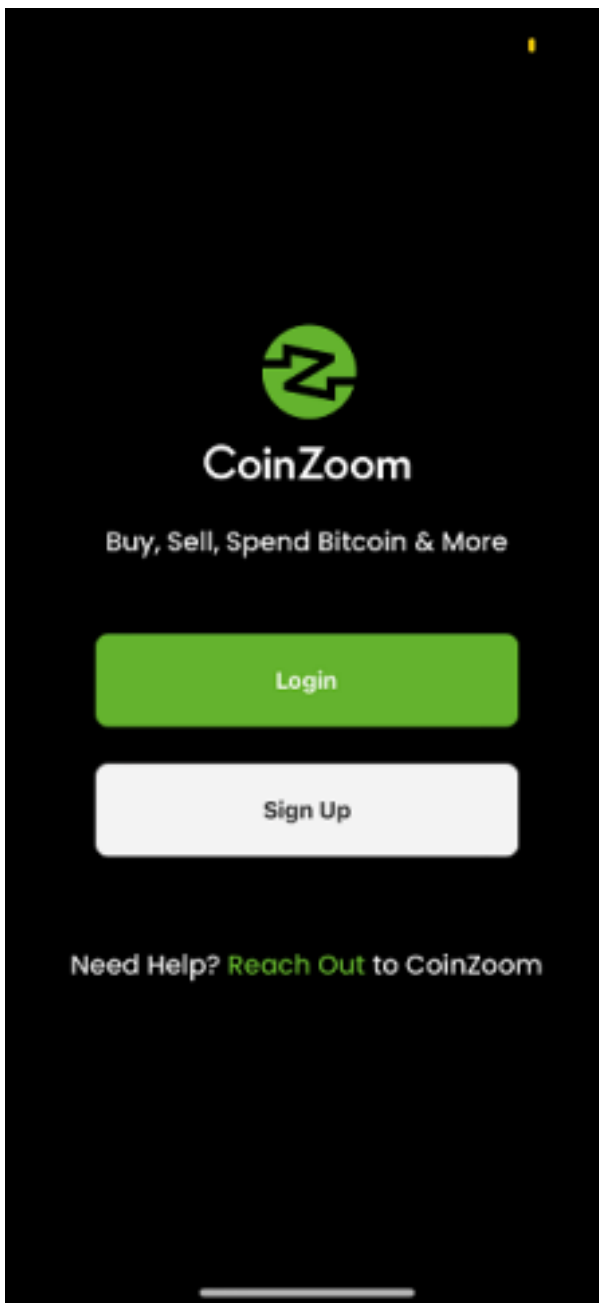 CoinZoom
Buy, Sell, Spend Bitcoin & More
Login
Sign Up
Need Help? Reach Out to CoinZoom